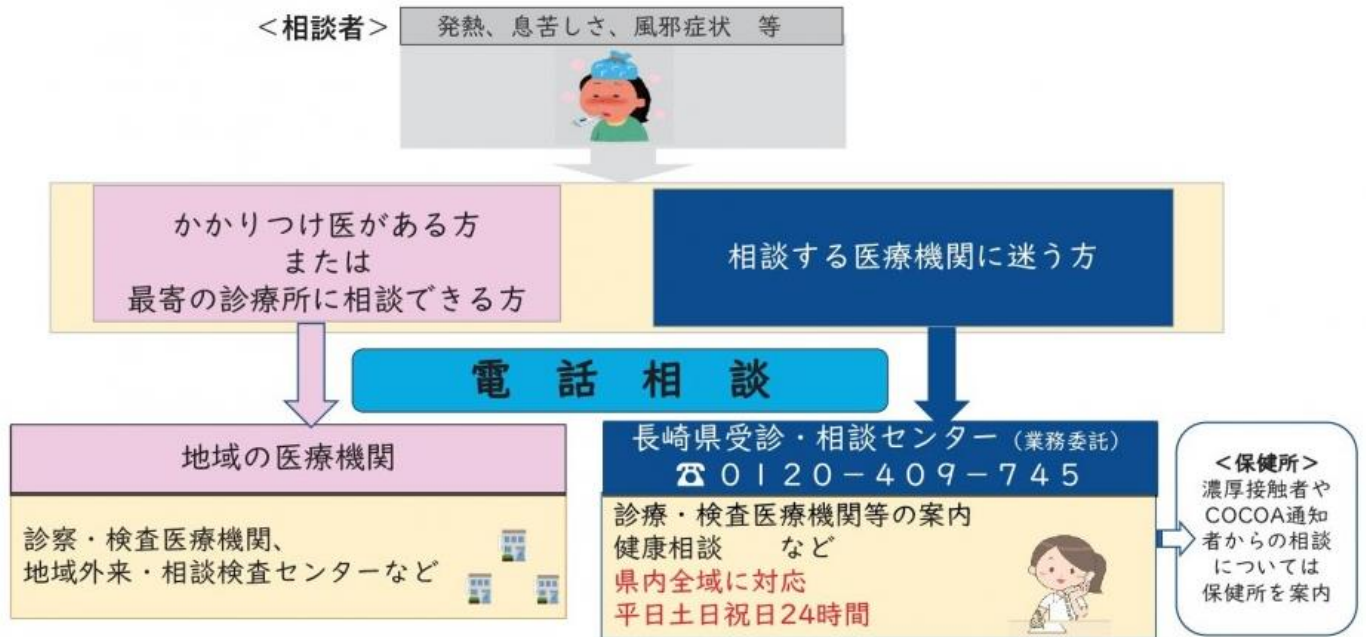 <相談者>
発熱、息苦しさ、風邪症状　等
かかりつけ医がある方
または
最寄の診療所に相談できる方
相談する医療機関に迷う方
電　話　相　談
地域の医療機関
診察・検査医療機関、
地域外来・相談検査センターなど
長崎県受診・相談センター（業務委託）
☎０１２０－４０９－７４５
診療・検査医療機関等の案内
健康相談　　など
県内全域に対応
平日土日祝日24時間
<保健所>
濃厚接触者や
COCOA通知
者からの相談
については
保健所を案内